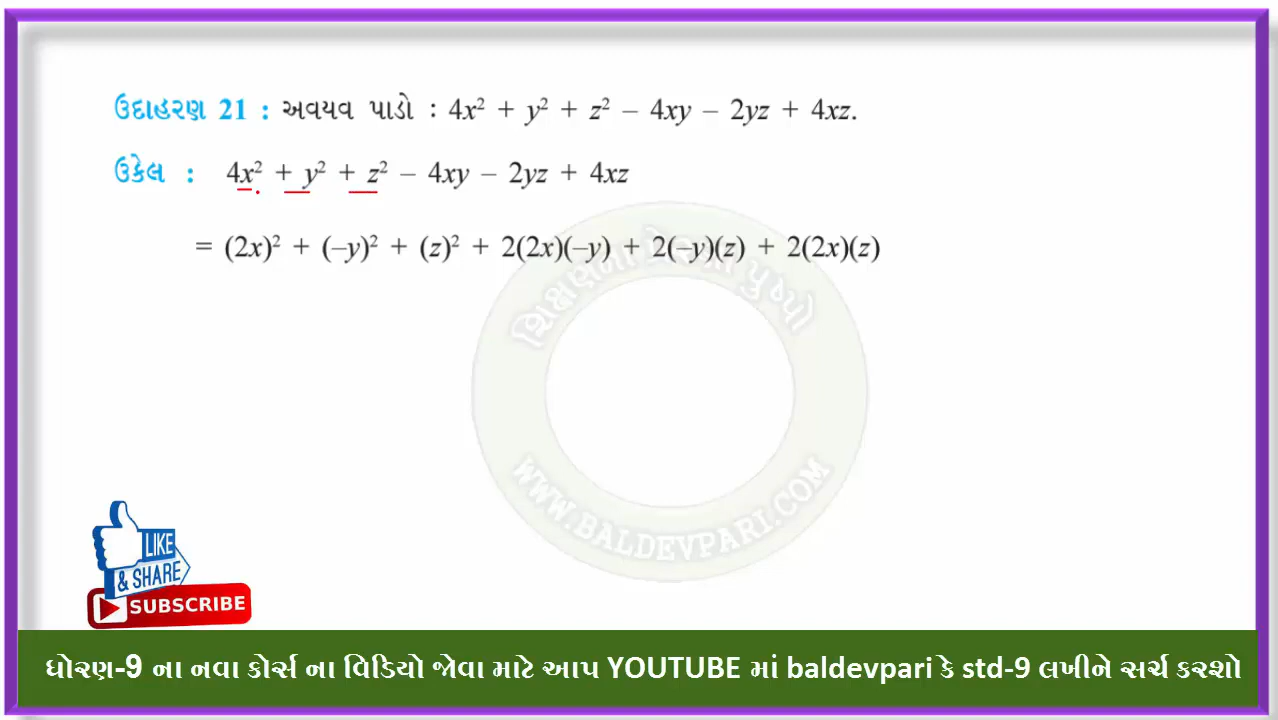 ઉદાહરણ 21 : અવયવ પાડો : 4x² + y² + z² – 4xy – 2yz + 4xz.
ઉકેલ : 4x² + y² + z² – 4xy – 2yz + 4xz
= (2x)² + (–y)² + (z)² + 2(2x)(–y) + 2(–y)(z) + 2(2x)(z)
શિક્ષણના દિવ્ય પુષ્પો
WWW.BALDEVPARI.COM
LIKE
& SHARE
SUBSCRIBE
ધોરણ-9 ના નવા કોર્સ ના વિડિયો જોવા માટે આપ YOUTUBE માં baldevpari કે std-9 લખીને સર્ચ કરશો